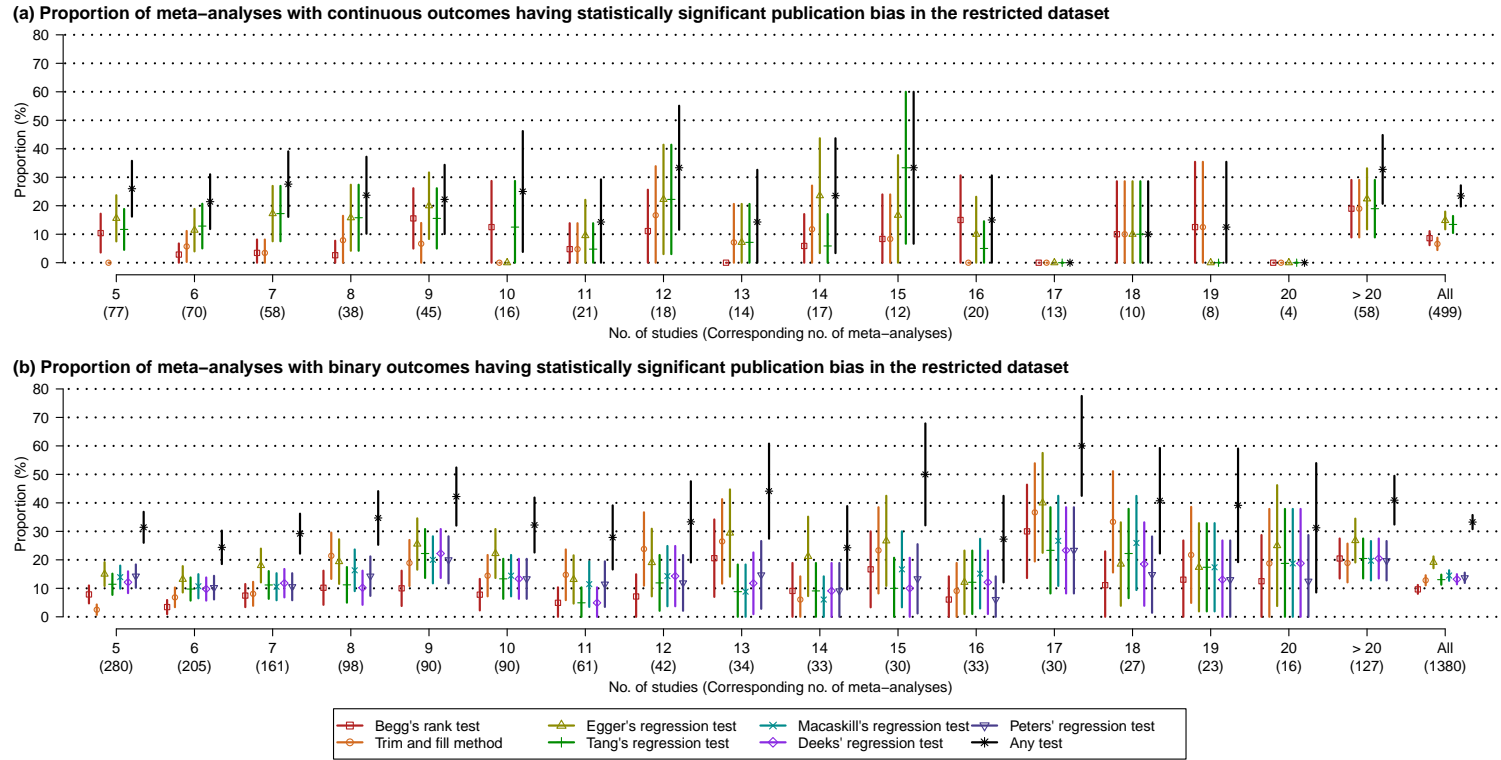 (a) Proportion of meta−analyses with continuous outcomes having statistically significant publication bias in the restricted dataset
80
70
60
50
40
30
20
10
0
Proportion (%)
5 6 7 8 9 10 11 12 13 14 15 16 17 18 19 20 > 20 All
(77) (70) (58) (38) (45) (16) (21) (18) (14) (17) (12) (20) (13) (10) (8) (4) (58) (499)
No. of studies (Corresponding no. of meta−analyses)
(b) Proportion of meta−analyses with binary outcomes having statistically significant publication bias in the restricted dataset
80
70
60
50
40
30
20
10
0
Proportion (%)
5 6 7 8 9 10 11 12 13 14 15 16 17 18 19 20 > 20 All
(280) (205) (161) (98) (90) (90) (61) (42) (34) (33) (30) (33) (30) (27) (23) (16) (127) (1380)
No. of studies (Corresponding no. of meta−analyses)
Begg's rank test Egger's regression test Macaskill's regression test Peters' regression test
Trim and fill method Tang's regression test Deeks' regression test Any test